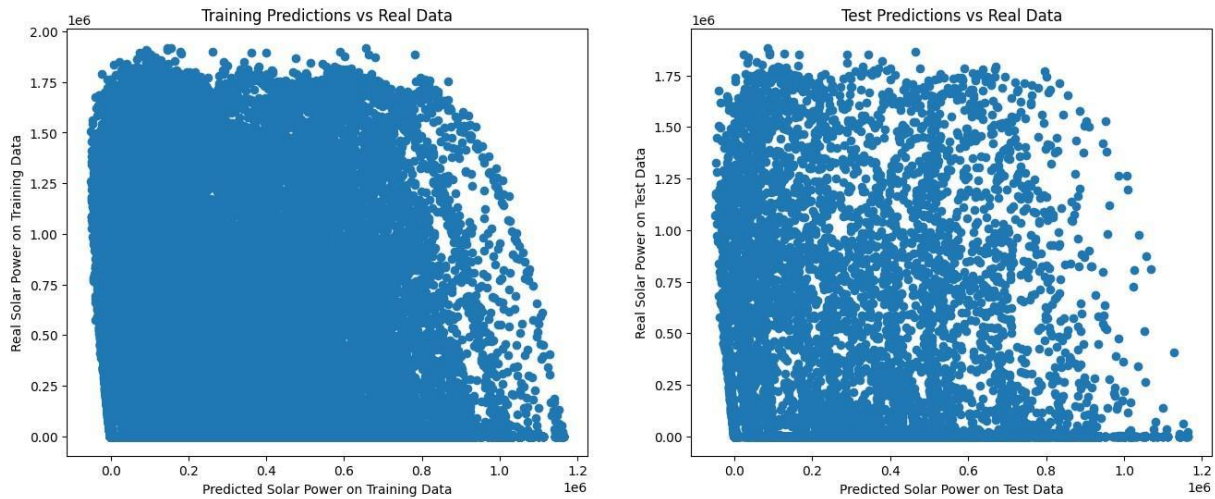 Training Predictions vs Real Data
1e6
2.00
1.75
1.50
1.25
1.00
0.75
0.50
0.25
0.00
Real Solar Power on Training Data
0.0 0.2 0.4 0.6 0.8 1.0 1.2
1e6
Predicted Solar Power on Training Data
Test Predictions vs Real Data
1e6
1.75
1.50
1.25
1.00
0.75
0.50
0.25
0.00
Real Solar Power on Test Data
0.0 0.2 0.4 0.6 0.8 1.0 1.2
1e6
Predicted Solar Power on Test Data